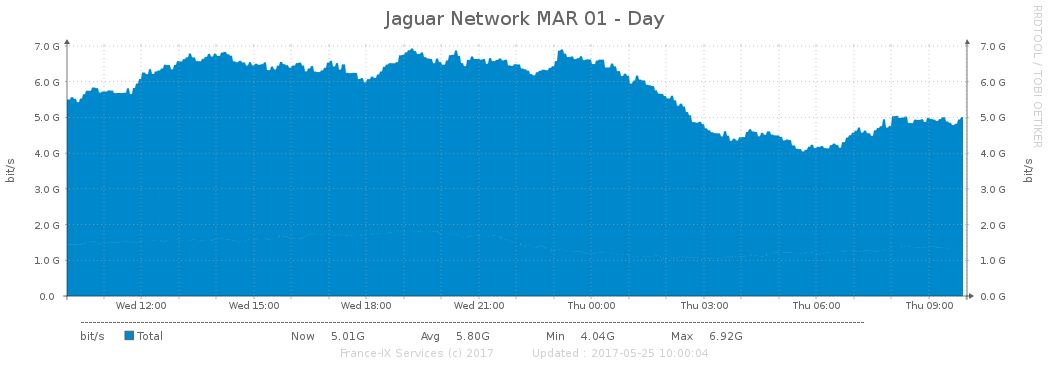 Jaguar Network MAR 01 - Day
RRDTOOL / TOBI OETIKER
7.0 G 7.0 G
6.0 G 6.0 G
5.0 G 5.0 G
4.0 G 4.0 G
3.0 G 3.0 G
2.0 G 2.0 G
1.0 G 1.0 G
0.0 0.0 G
bit/s
bit/s
Wed 12:00 Wed 15:00 Wed 18:00 Wed 21:00 Thu 00:00 Thu 03:00 Thu 06:00 Thu 09:00
bit/s Total Now 5.01G Avg 5.80G Min 4.04G Max 6.92G
France-IX Services (c) 2017 Updated : 2017-05-25 10:00:04